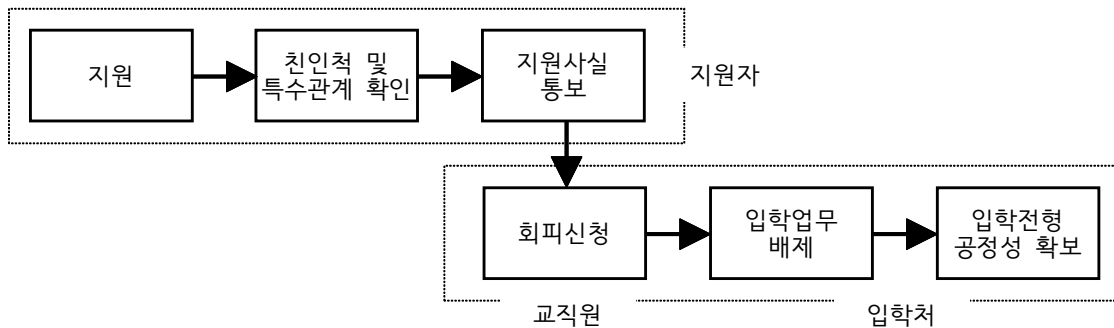 지원
친인척 및
특수관계 확인
지원사실
통보
지원자
회피신청
입학업무
배제
입학전형
공정성 확보
교직원
입학처